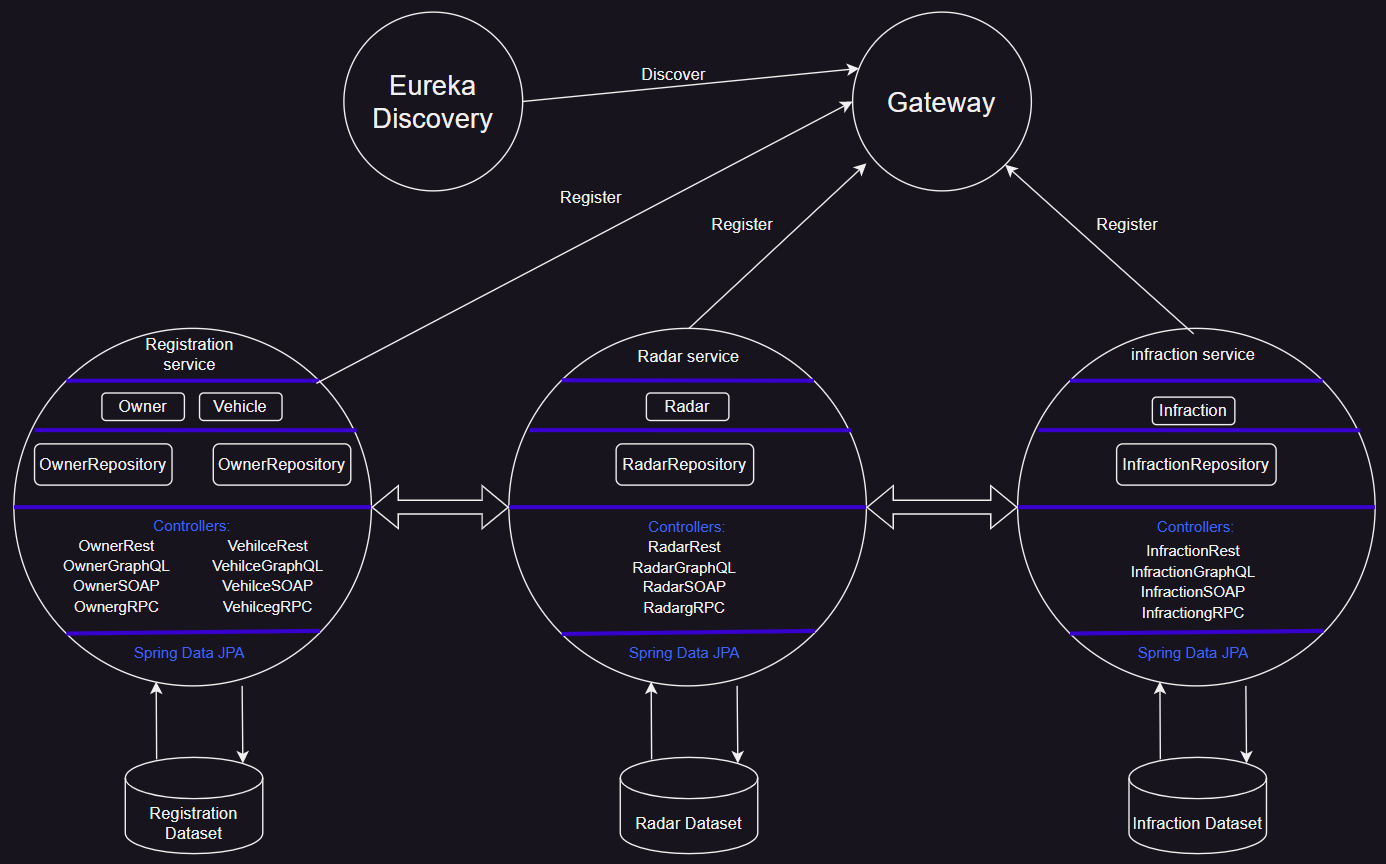 Eureka
Discovery
Discover
Gateway
Register
Register
Register
Registration
service
Owner
Vehicle
OwnerRepository
OwnerRepository
Controllers:
OwnerRest
OwnerGraphQL
OwnerSOAP
OwnergRPC
VehilceRest
VehilceGraphQL
VehilceSOAP
VehilcegRPC
Spring Data JPA
Registration
Dataset
Radar service
Radar
RadarRepository
Controllers:
RadarRest
RadarGraphQL
RadarSOAP
RadargRPC
Spring Data JPA
Radar Dataset
infraction service
Infraction
InfractionRepository
Controllers:
InfractionRest
InfractionGraphQL
InfractionSOAP
InfractiongRPC
Spring Data JPA
Infraction Dataset